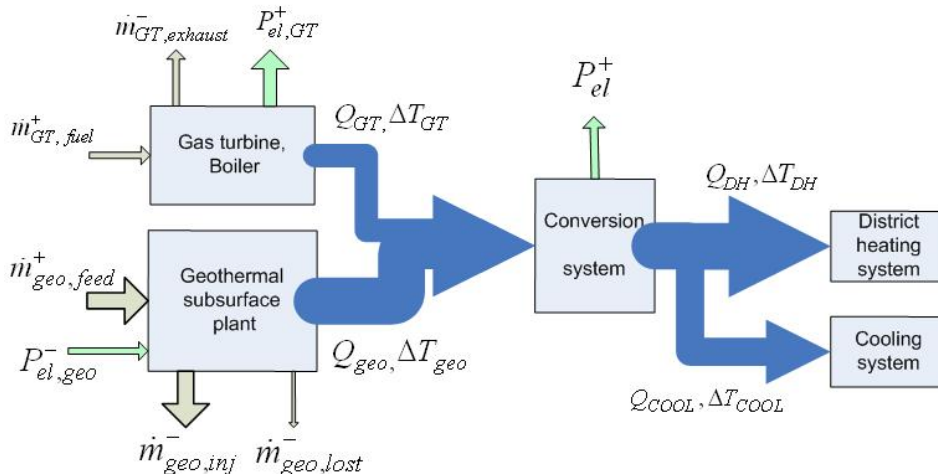 ṁ⁻GT,exhaust
P⁺el,GT
ṁ⁺GT, fuel
Gas turbine,
Boiler
QGT, ΔTGT
P⁺el
Conversion
system
QDH, ΔTDH
District
heating
system
ṁ⁺geo, feed
P⁻el,geo
Geothermal
subsurface
plant
Qgeo, ΔTgeo
Cooling
system
QCOOL, ΔTCOOL
ṁ⁻geo,inj
ṁ⁻geo,lost